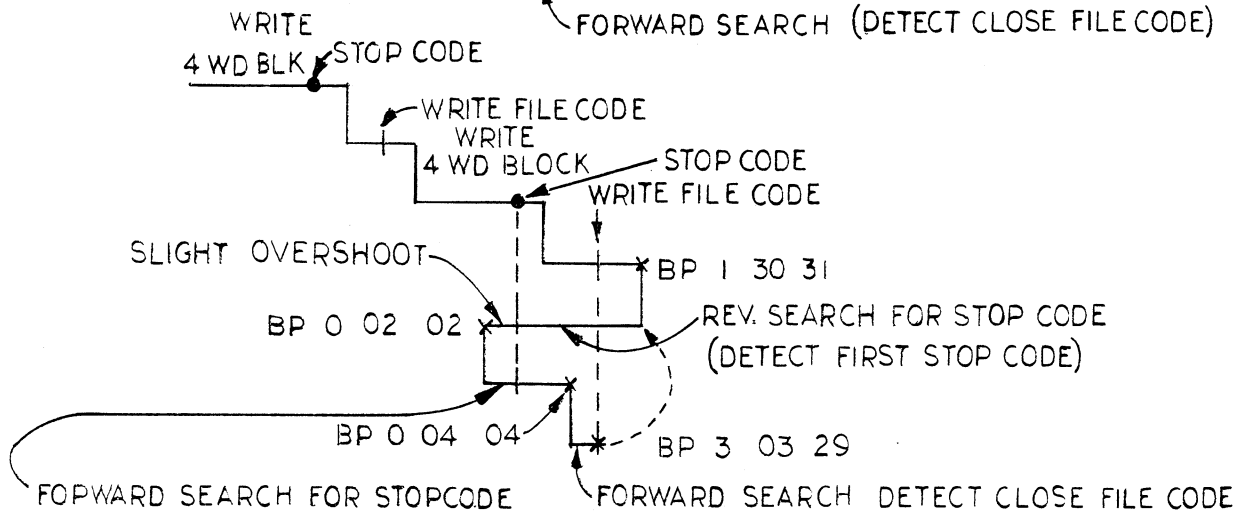 FORWARD SEARCH (DETECT CLOSE FILE CODE)
WRITE
4 WD BLK
STOP CODE
WRITE FILE CODE
WRITE
4 WD BLOCK
STOP CODE
WRITE FILE CODE
SLIGHT OVERSHOOT
BP 1 30 31
BP 0 02 02
REV. SEARCH FOR STOP CODE
(DETECT FIRST STOP CODE)
BP 0 04 04
BP 3 03 29
FOPWARD SEARCH FOR STOPCODE
FORWARD SEARCH DETECT CLOSE FILE CODE